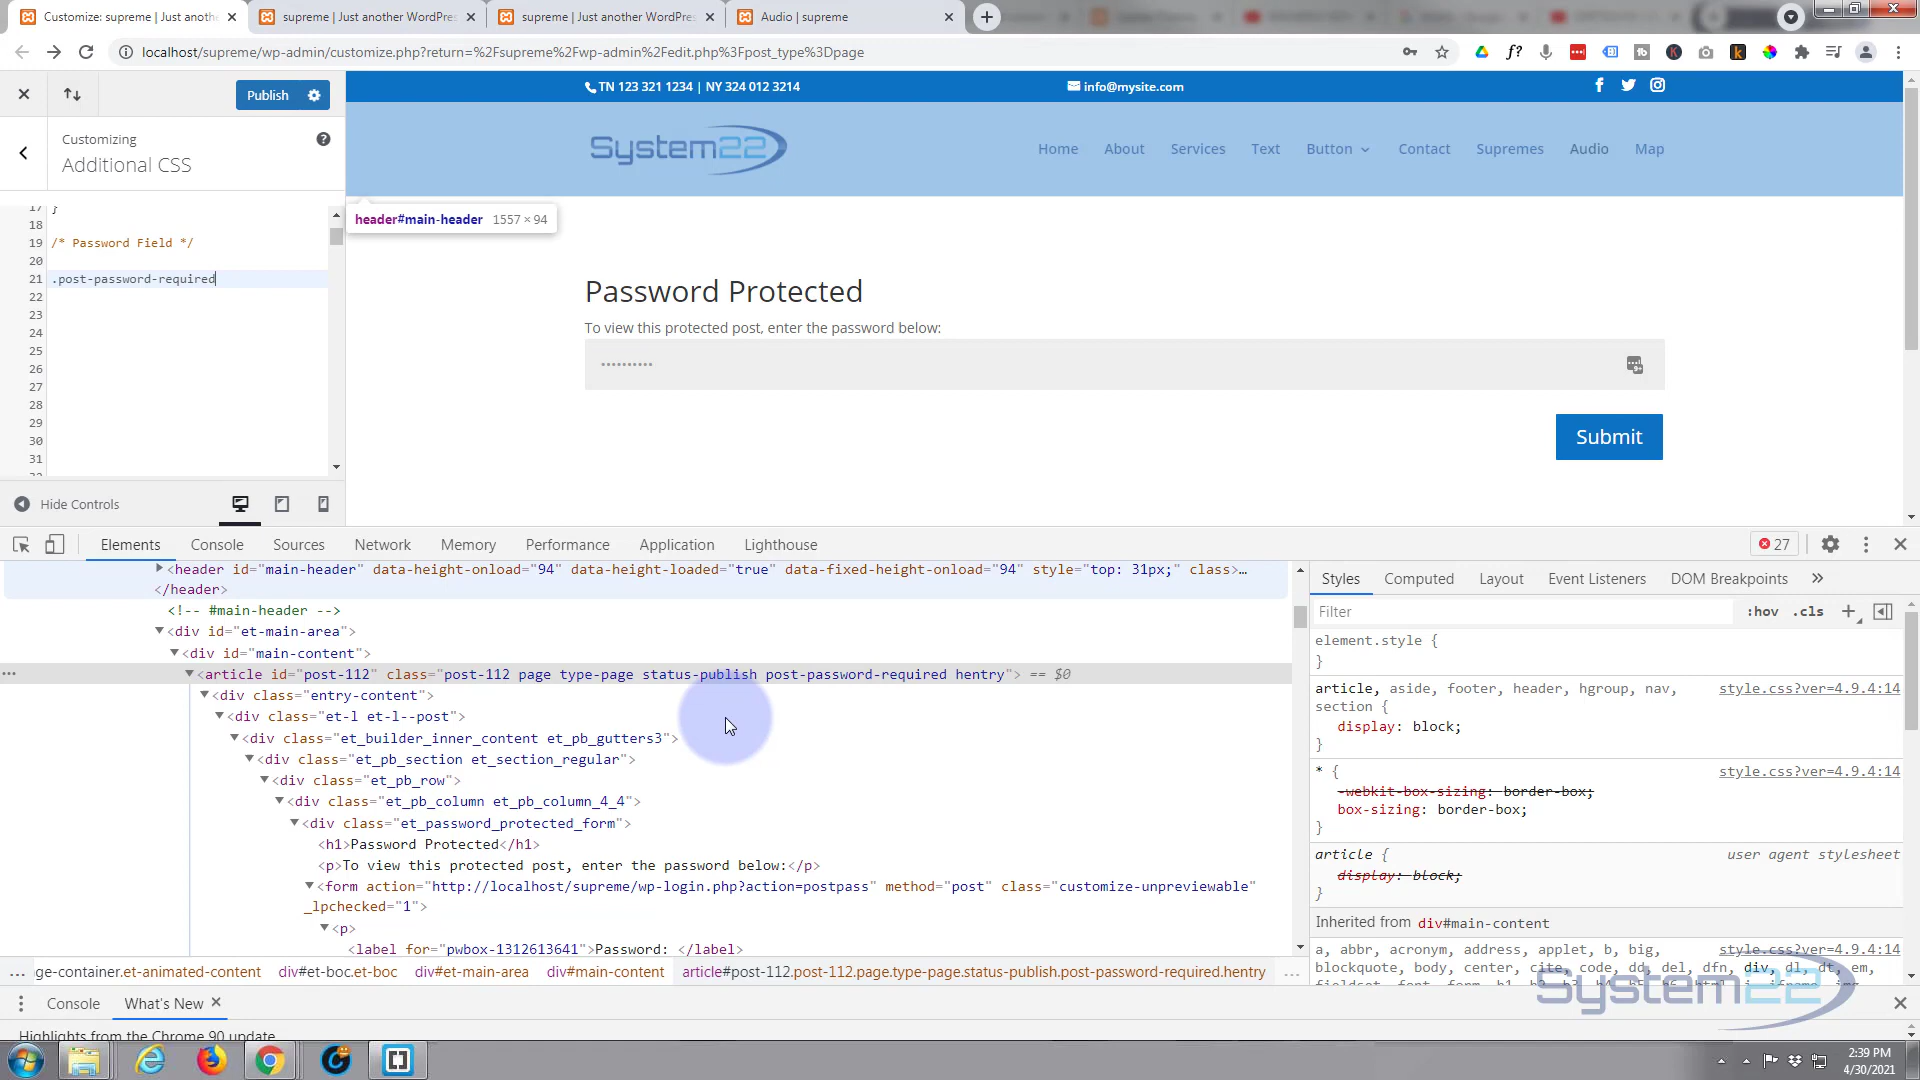 Customize: supreme | Just anoth
supreme | Just another WordPres
supreme | Just another WordPres
Audio | supreme
localhost/supreme/wp-admin/customize.php?return=%2Fsupreme%2Fwp-admin%2Fedit.php%3Fpost_type%3Dpage
Publish
TN 123 321 1234 | NY 324 012 3214
info@mysite.com
Customizing
Additional CSS
System22
Home About Services Text Button Contact Supremes Audio Map
header#main-header 1557 × 94
17 }
18
19 /* Password Field */
20
21 .post-password-required
22
23
24
25
26
27
28
29
30
31
Password Protected
To view this protected post, enter the password below:
Submit
Hide Controls
Elements Console Sources Network Memory Performance Application Lighthouse
27
<header id="main-header" data-height-onload="94" data-height-loaded="true" data-fixed-height-onload="94" style="top: 31px;" class>…
</header>
<!-- #main-header -->
<div id="et-main-area">
<div id="main-content">
<article id="post-112" class="post-112 page type-page status-publish post-password-required hentry"> == $0
<div class="entry-content">
<div class="et-l et-l--post">
<div class="et_builder_inner_content et_pb_gutters3">
<div class="et_pb_section et_section_regular">
<div class="et_pb_row">
<div class="et_pb_column et_pb_column_4_4">
<div class="et_password_protected_form">
<h1>Password Protected</h1>
<p>To view this protected post, enter the password below:</p>
<form action="http://localhost/supreme/wp-login.php?action=postpass" method="post" class="customize-unpreviewable"
_lpchecked="1">
<p>
<label for="pwbox-1312613641">Password: </label>
... ge-container.et-animated-content div#et-boc.et-boc div#et-main-area div#main-content article#post-112.post-112.page.type-page.status-publish.post-password-required.hentry ...
Styles Computed Layout Event Listeners DOM Breakpoints »
Filter
:hov .cls +
element.style {
}
article, aside, footer, header, hgroup, nav, style.css?ver=4.9.4:14
section {
display: block;
}
* { style.css?ver=4.9.4:14
-webkit-box-sizing: border-box;
box-sizing: border-box;
}
article { user agent stylesheet
display: block;
}
Inherited from div#main-content
a, abbr, acronym, address, applet, b, big, style.css?ver=4.9.4:14
blockquote, body, center, cite, code, dd, del, dfn, div, dl, dt, em,
System22
Console What's New
Highlights from the Chrome 90 update
2:39 PM
4/30/2021